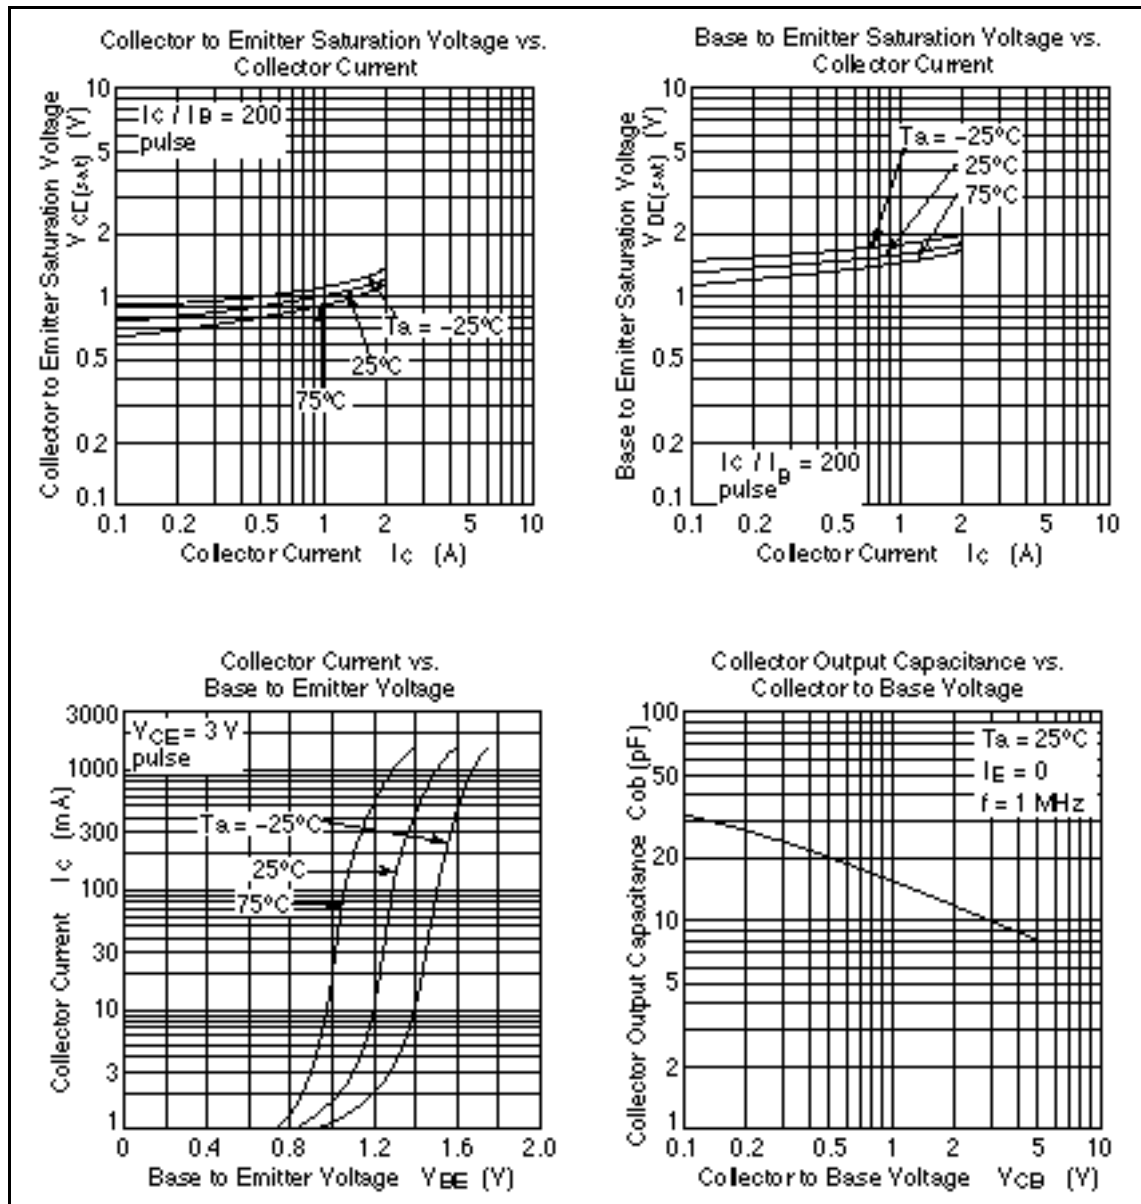 Collector to Emitter Saturation Voltage vs.
Collector Current
Collector to Emitter Saturation Voltage
V CE(sat) (V)
10
5
2
1
0.5
0.2
0.1
IC / IB = 200
pulse
Ta = −25°C
25°C
75°C
0.1 0.2 0.5 1 2 5 10
Collector Current IC (A)
Base to Emitter Saturation Voltage vs.
Collector Current
Base to Emitter Saturation Voltage
V DE(sat) (V)
10
5
2
1
0.5
0.2
0.1
Ta = −25°C
25°C
75°C
IC / IB = 200
pulse
0.1 0.2 0.5 1 2 5 10
Collector Current IC (A)
Collector Current vs.
Base to Emitter Voltage
Collector Current IC (mA)
3000
1000
300
100
30
10
3
1
VCE = 3 V
pulse
Ta = −25°C
25°C
75°C
0 0.4 0.8 1.2 1.6 2.0
Base to Emitter Voltage VBE (V)
Collector Output Capacitance vs.
Collector to Base Voltage
Collector Output Capacitance Cob (pF)
100
50
20
10
5
2
1
Ta = 25°C
IE = 0
f = 1 MHz
0.1 0.2 0.5 1 2 5 10
Collector to Base Voltage VCB (V)